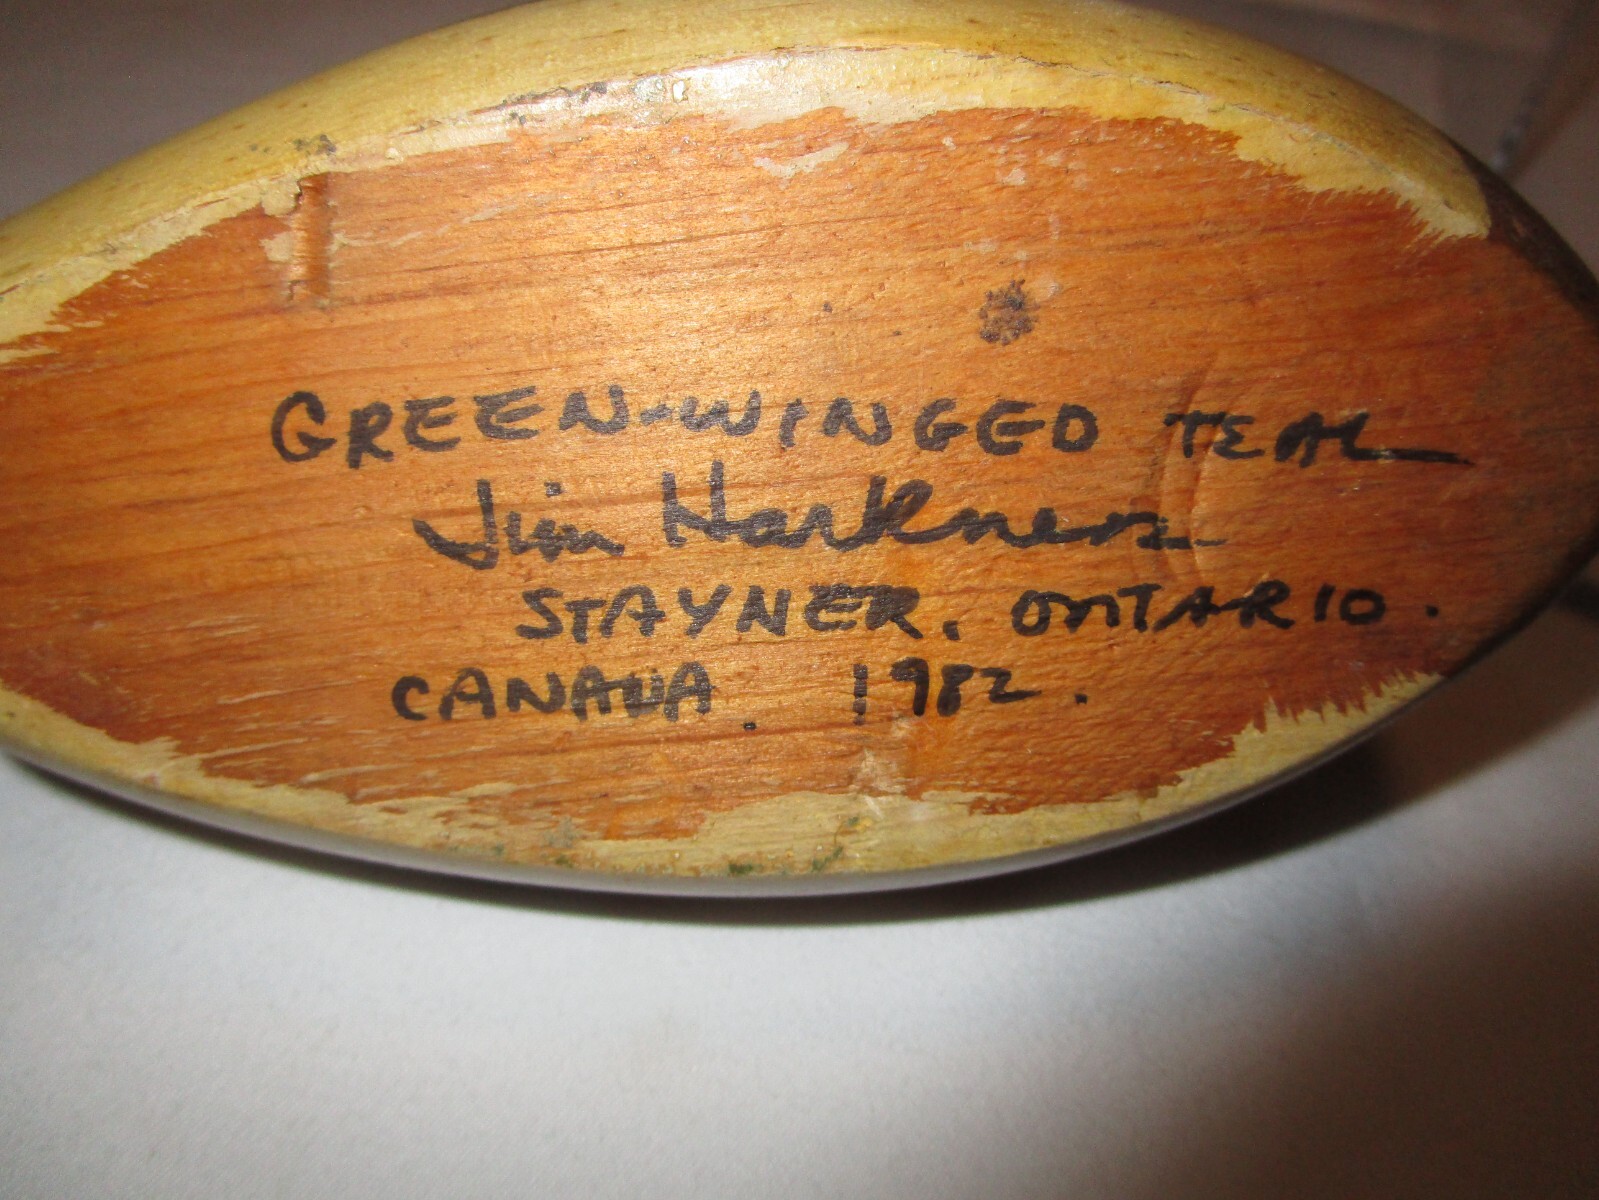 GREEN-WINGED TEAL
Jim Harkness
STAYNER, ONTARIO.
CANADA. 1982.